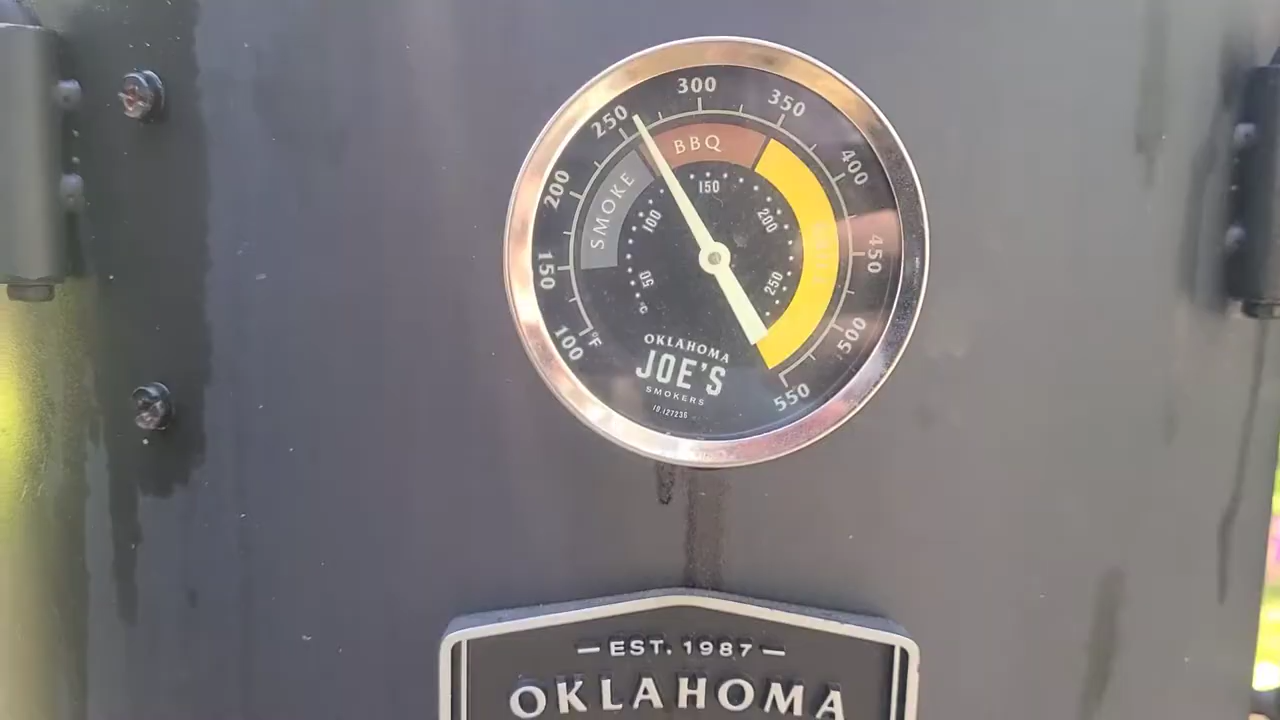 300
250
350
200
400
BBQ
SMOKE
150
100
200
450
150
50
250
°C
500
100
°F
550
OKLAHOMA
JOE'S
SMOKERS
— EST. 1987 —
OKLAHOMA